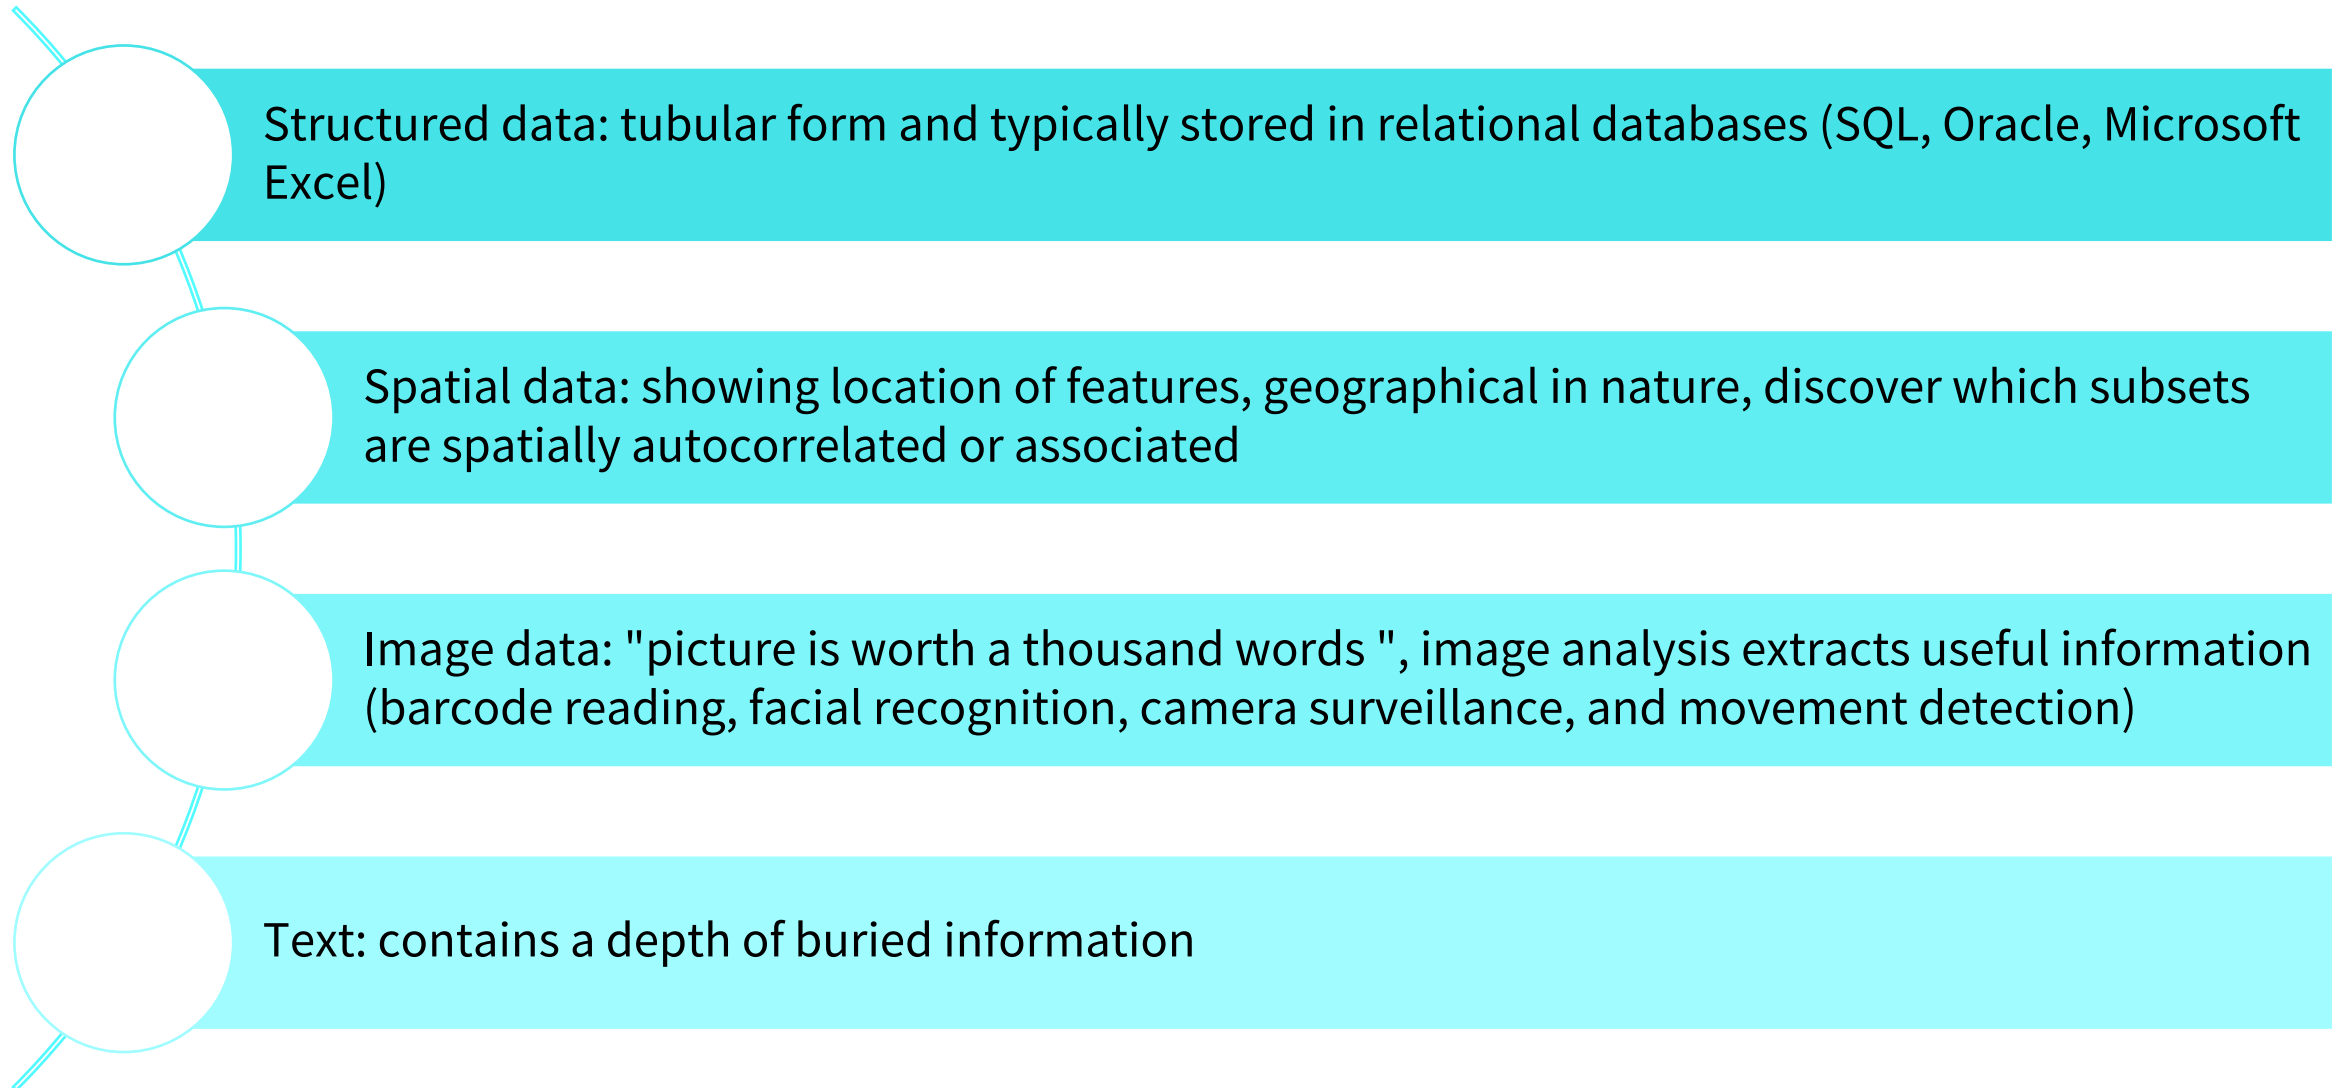 Structured data: tubular form and typically stored in relational databases (SQL, Oracle, Microsoft
Excel)
Spatial data: showing location of features, geographical in nature, discover which subsets
are spatially autocorrelated or associated
Image data: "picture is worth a thousand words ", image analysis extracts useful information
(barcode reading, facial recognition, camera surveillance, and movement detection)
Text: contains a depth of buried information